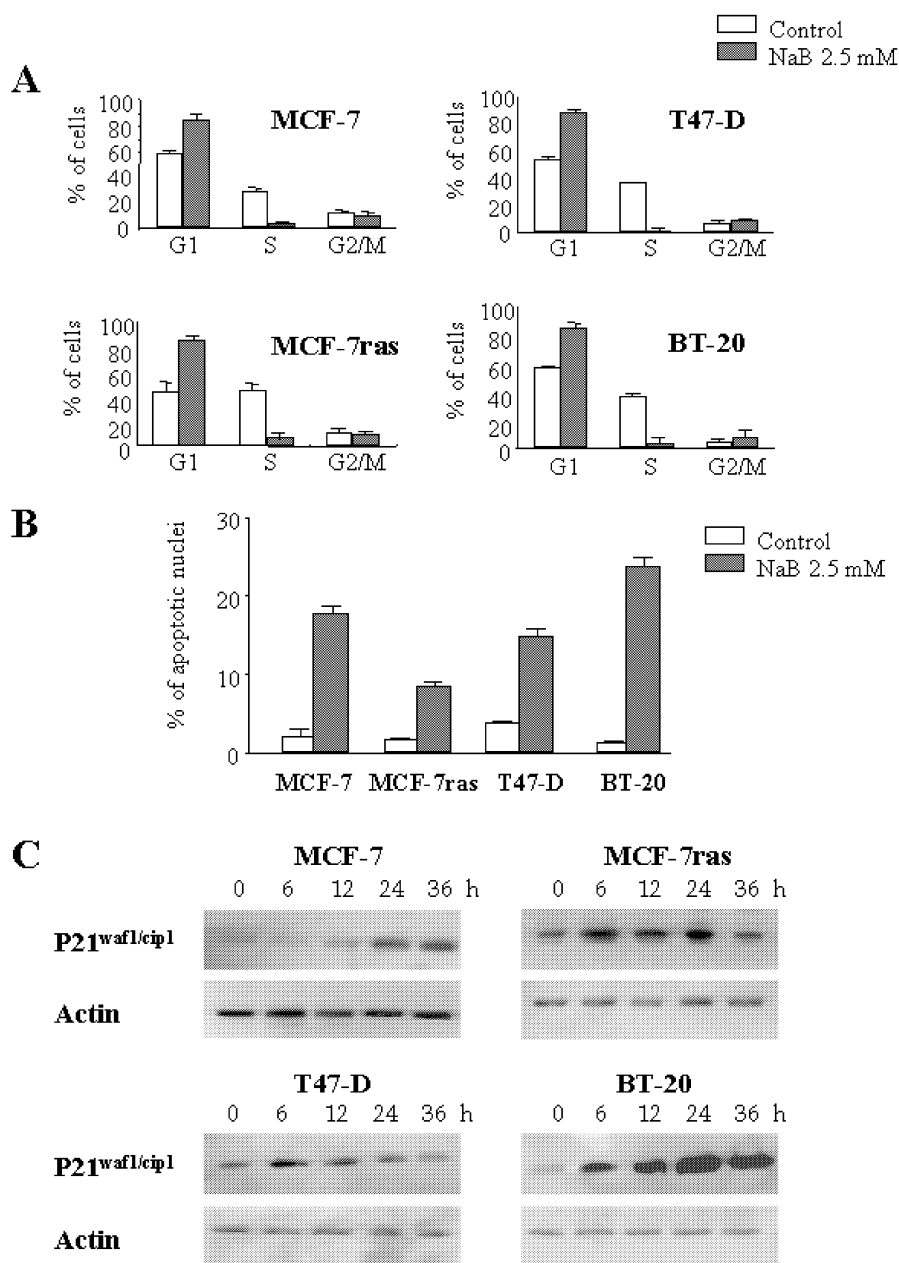 Control
NaB 2.5 mM
A
MCF-7
% of cells
100
80
60
40
20
0
G1 S G2/M
T47-D
% of cells
100
80
60
40
20
0
G1 S G2/M
MCF-7ras
% of cells
100
80
60
40
20
0
G1 S G2/M
BT-20
% of cells
100
80
60
40
20
0
G1 S G2/M
B
% of apoptotic nuclei
30
20
10
0
MCF-7 MCF-7ras T47-D BT-20
Control
NaB 2.5 mM
C
MCF-7
0 6 12 24 36 h
MCF-7ras
0 6 12 24 36 h
P21waf1/cip1
Actin
T47-D
0 6 12 24 36 h
BT-20
0 6 12 24 36 h
P21waf1/cip1
Actin